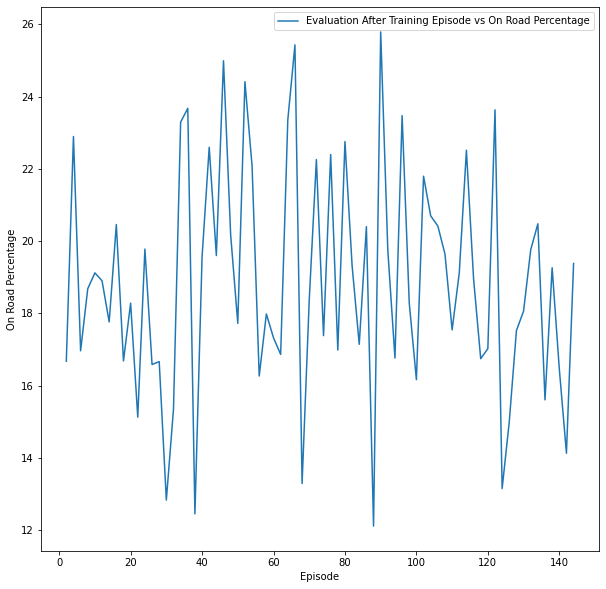 Evaluation After Training Episode vs On Road Percentage
26
24
22
20
18
16
14
12
On Road Percentage
0 20 40 60 80 100 120 140
Episode